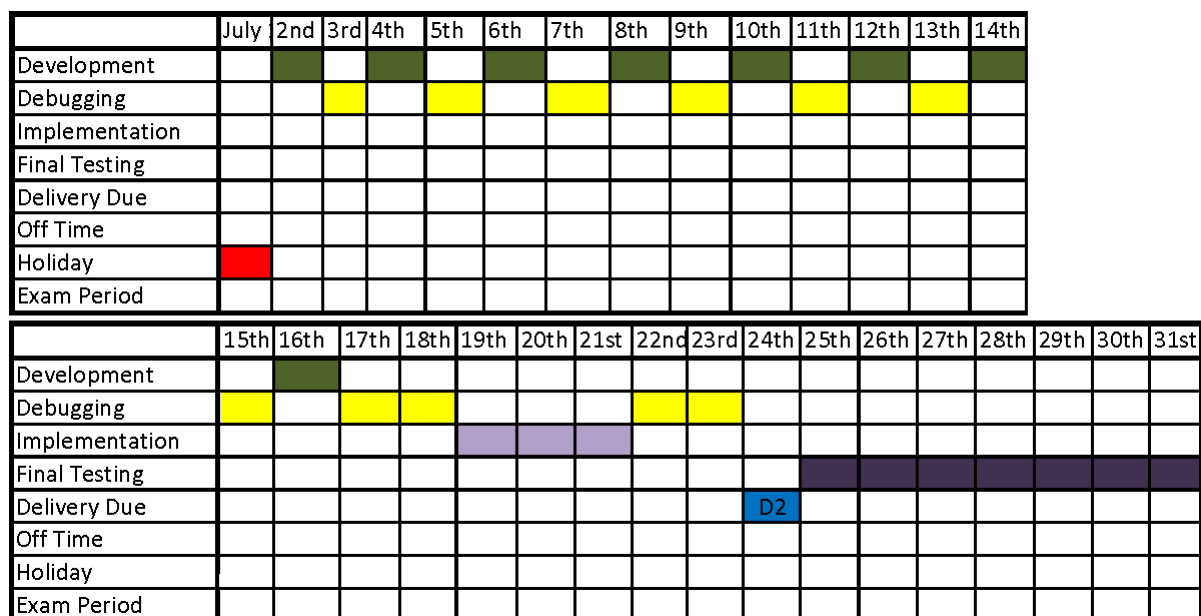 July 2nd 3rd 4th 5th 6th 7th 8th 9th 10th 11th 12th 13th 14th
Development
Debugging
Implementation
Final Testing
Delivery Due
Off Time
Holiday
Exam Period
15th 16th 17th 18th 19th 20th 21st 22nd 23rd 24th 25th 26th 27th 28th 29th 30th 31st
Development
Debugging
Implementation
Final Testing
Delivery Due D2
Off Time
Holiday
Exam Period